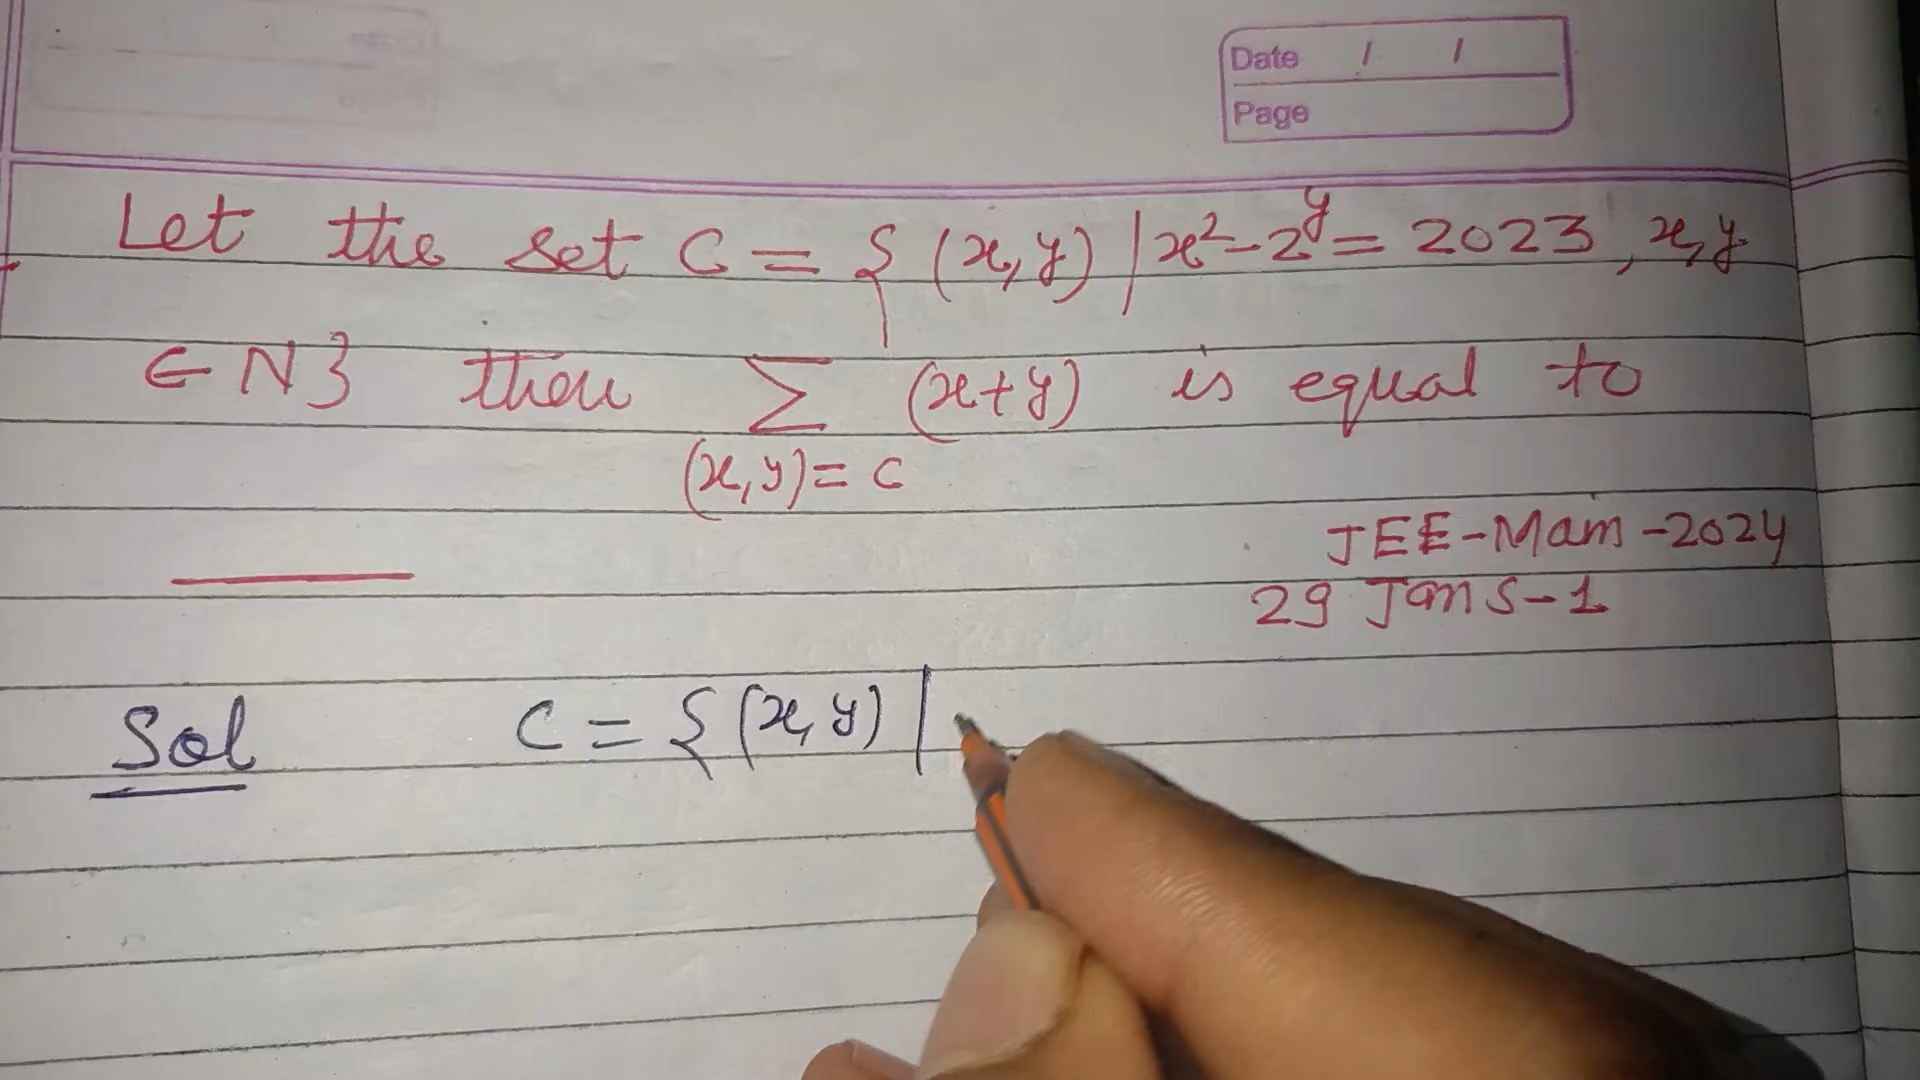 Date / /
Page
Let the set C = { (x, y) | x² - 2^y = 2023, x, y
∈ N } then ∑ (x+y) is equal to
(x, y) = C
JEE-Main-2024
29 Jan S-1
Sol C = { (x, y) |